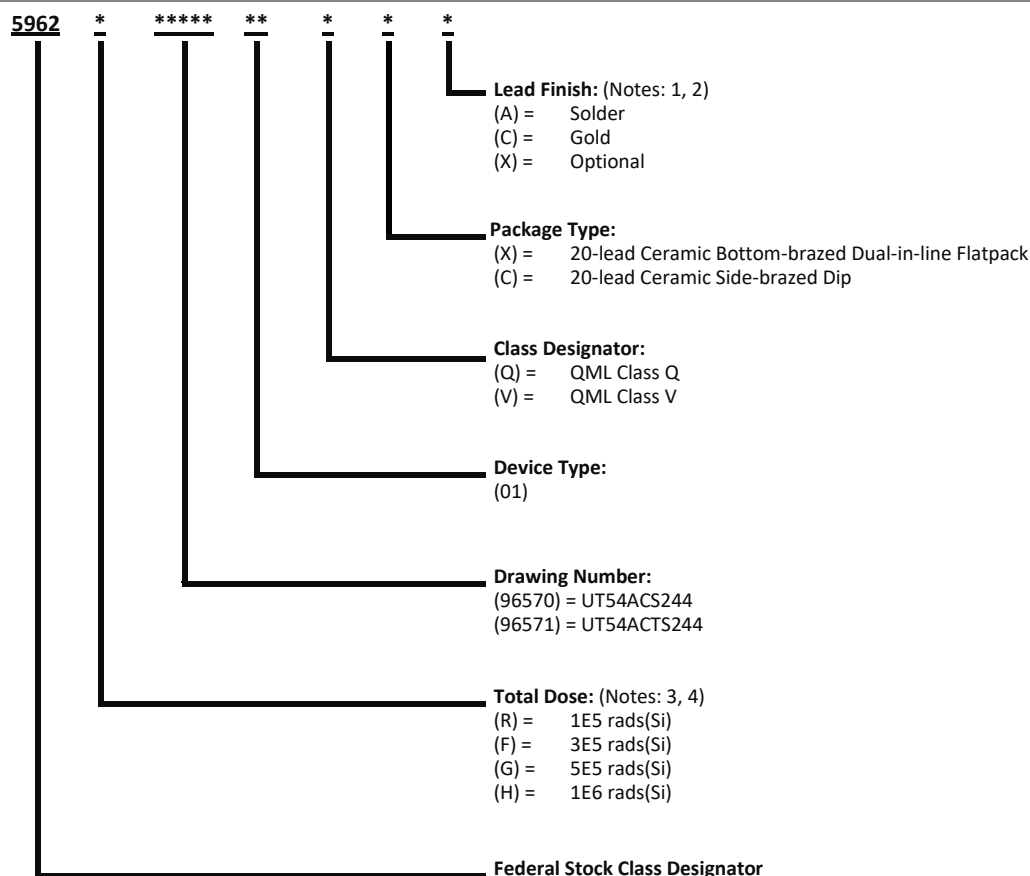 5962 * ***** ** * * *
Lead Finish: (Notes: 1, 2)
(A) = Solder
(C) = Gold
(X) = Optional
Package Type:
(X) = 20-lead Ceramic Bottom-brazed Dual-in-line Flatpack
(C) = 20-lead Ceramic Side-brazed Dip
Class Designator:
(Q) = QML Class Q
(V) = QML Class V
Device Type:
(01)
Drawing Number:
(96570) = UT54ACS244
(96571) = UT54ACTS244
Total Dose: (Notes: 3, 4)
(R) = 1E5 rads(Si)
(F) = 3E5 rads(Si)
(G) = 5E5 rads(Si)
(H) = 1E6 rads(Si)
Federal Stock Class Designator